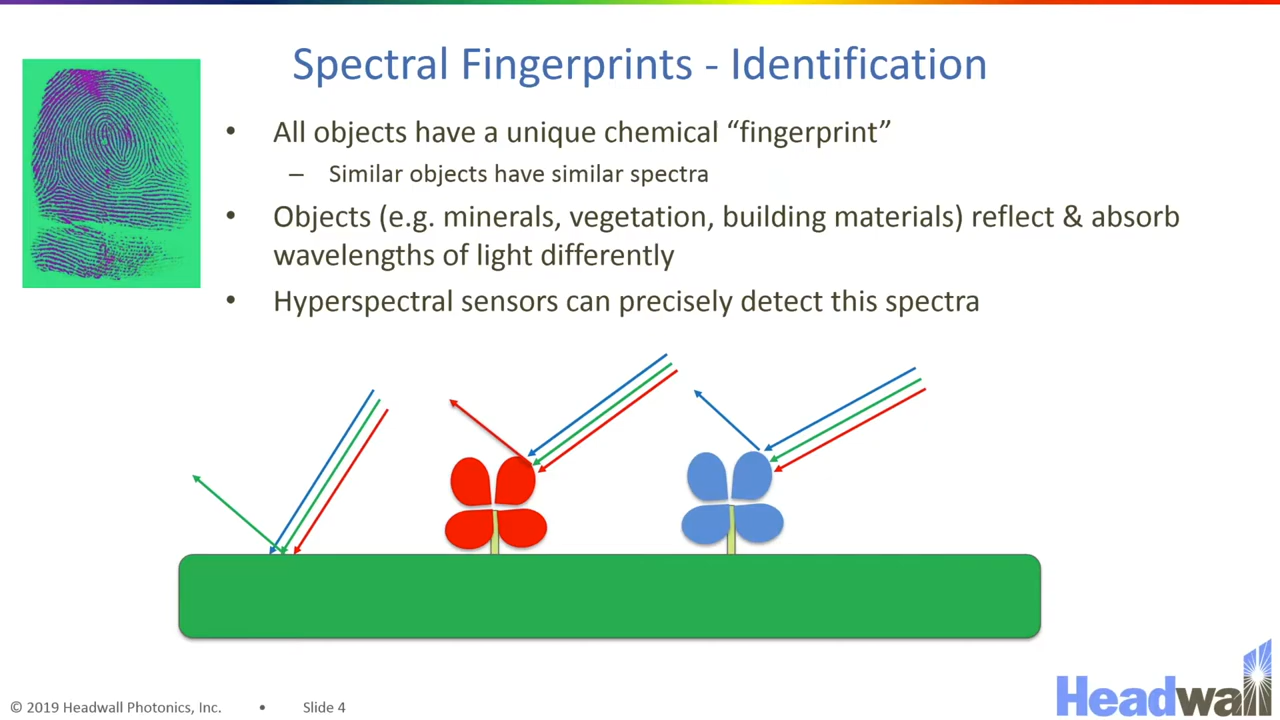 Spectral Fingerprints - Identification
• All objects have a unique chemical “fingerprint”
– Similar objects have similar spectra
• Objects (e.g. minerals, vegetation, building materials) reflect & absorb
wavelengths of light differently
• Hyperspectral sensors can precisely detect this spectra
© 2019 Headwall Photonics, Inc. • Slide 4
Headwall